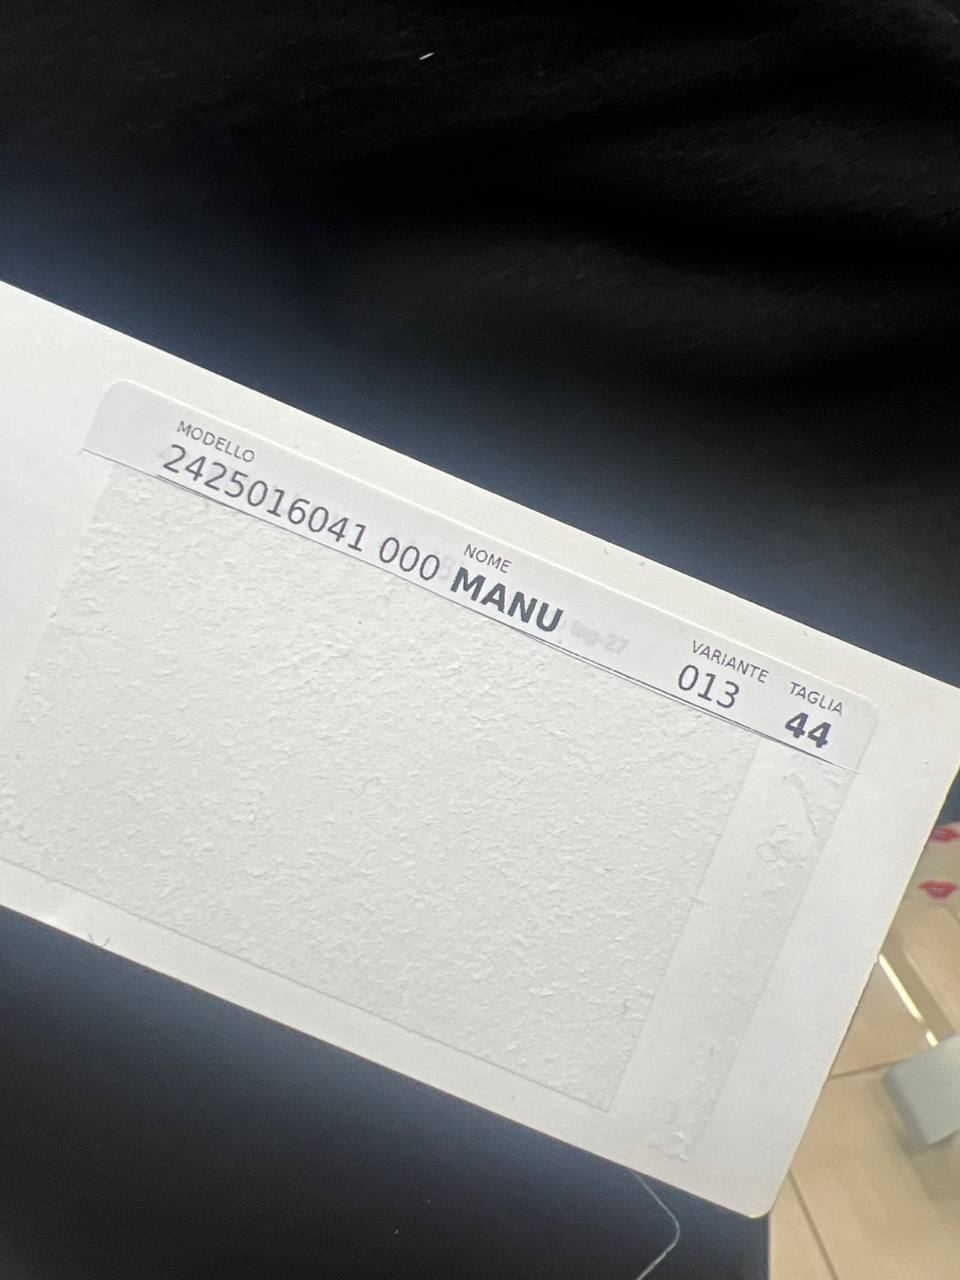 MODELLO NOME VARIANTE TAGLIA
2425016041 000 MANU 013 44